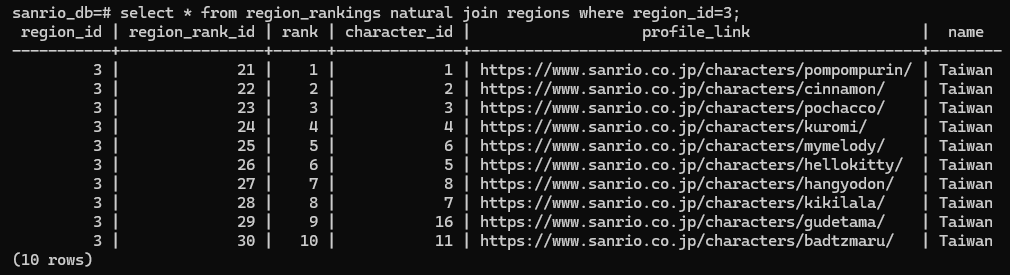 sanrio_db=# select * from region_rankings natural join regions where region_id=3;
 region_id | region_rank_id | rank | character_id |                  profile_link                  |  name
-----------+----------------+------+--------------+------------------------------------------------+--------
         3 |             21 |    1 |            1 | https://www.sanrio.co.jp/characters/pompompurin/ | Taiwan
         3 |             22 |    2 |            2 | https://www.sanrio.co.jp/characters/cinnamon/ | Taiwan
         3 |             23 |    3 |            3 | https://www.sanrio.co.jp/characters/pochacco/ | Taiwan
         3 |             24 |    4 |            4 | https://www.sanrio.co.jp/characters/kuromi/ | Taiwan
         3 |             25 |    5 |            6 | https://www.sanrio.co.jp/characters/mymelody/ | Taiwan
         3 |             26 |    6 |            5 | https://www.sanrio.co.jp/characters/hellokitty/ | Taiwan
         3 |             27 |    7 |            8 | https://www.sanrio.co.jp/characters/hangyodon/ | Taiwan
         3 |             28 |    8 |            7 | https://www.sanrio.co.jp/characters/kikilala/ | Taiwan
         3 |             29 |    9 |           16 | https://www.sanrio.co.jp/characters/gudetama/ | Taiwan
         3 |             30 |   10 |           11 | https://www.sanrio.co.jp/characters/badtzmaru/ | Taiwan
(10 rows)